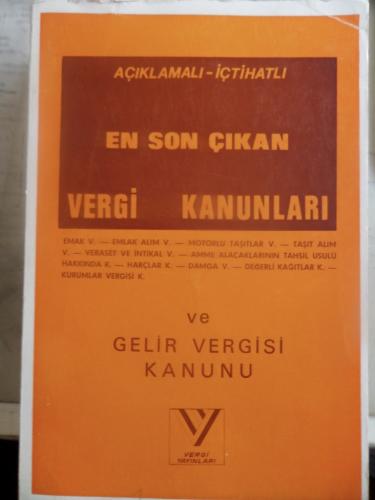 AÇIKLAMALI - İÇTİHATLI
EN SON ÇIKAN
VERGİ KANUNLARI
EMAK V. — EMLAK ALIM V. — MOTORLU TAŞITLAR V. — TAŞIT ALIM
V. — VERASET VE İNTİKAL V. — AMME ALAÇAKLARININ TAHSİL USULÜ
HAKKINDA K. — HARÇLAR K. — DAMGA V. — DEĞERLİ KAĞITLAR K. —
KURUMLAR VERGİSİ K.
ve
GELİR VERGİSİ
KANUNU
VERGİ
YAYINLARI